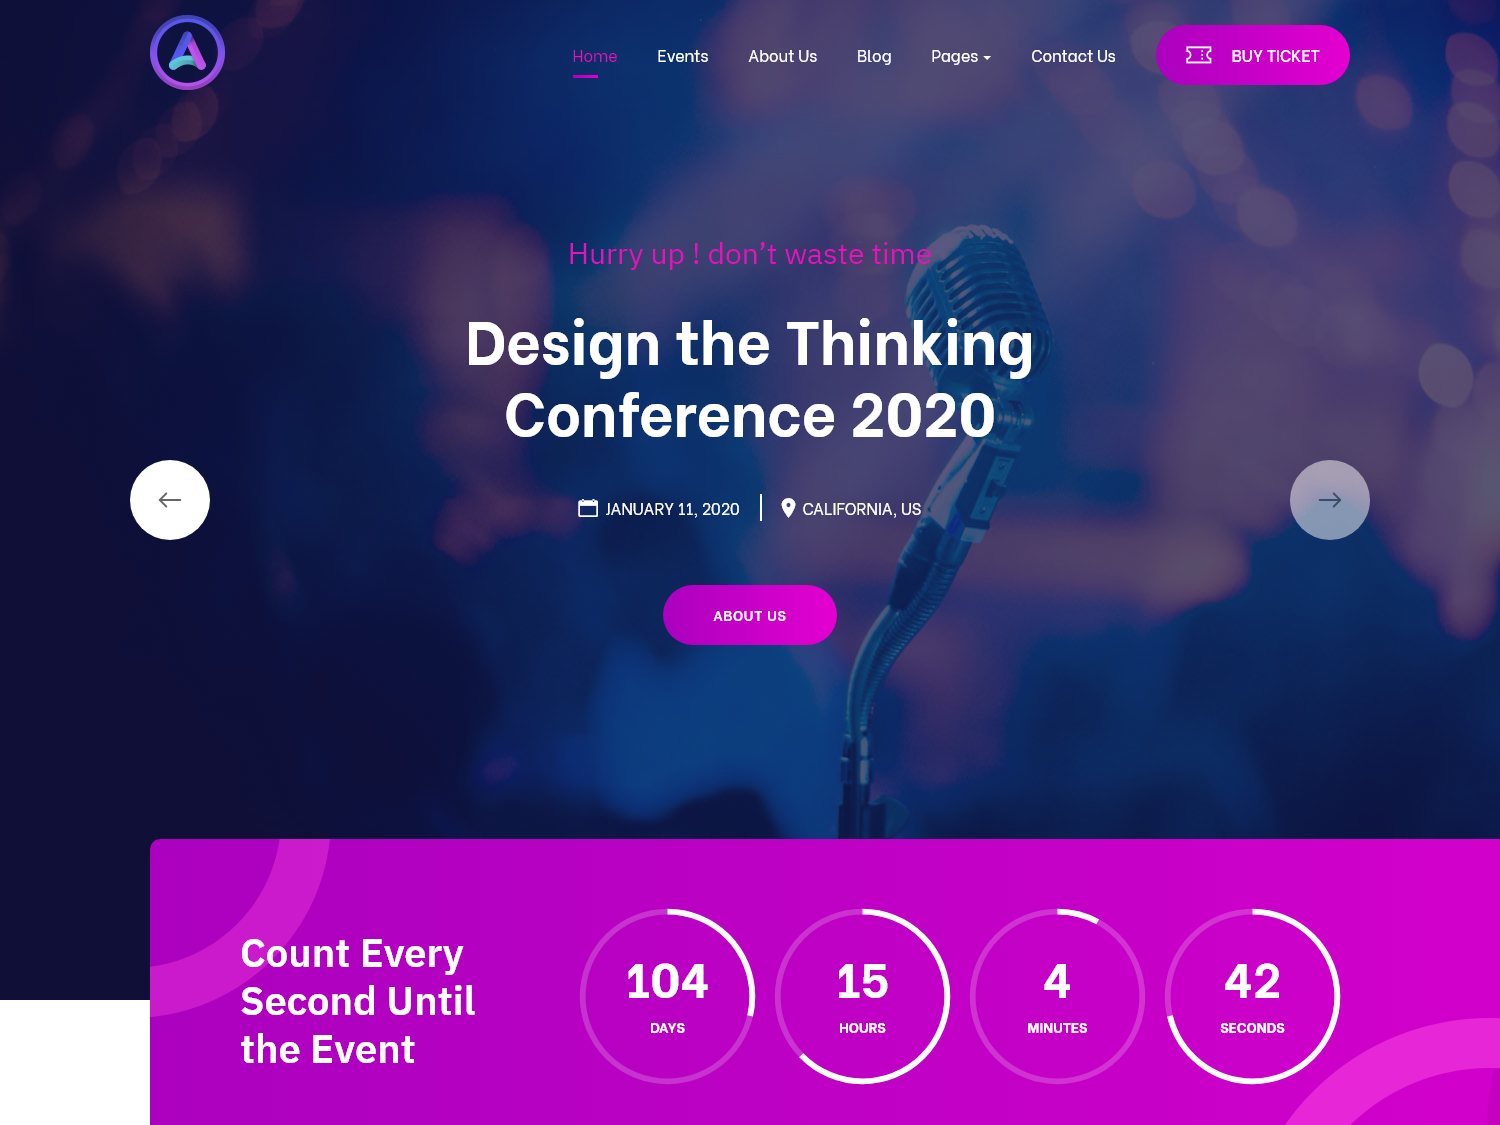 Home
Events
About Us
Blog
Pages
Contact Us
BUY TICKET
Hurry up ! don’t waste time
Design the Thinking
Conference 2020
JANUARY 11, 2020
CALIFORNIA, US
ABOUT US
Count Every
Second Until
the Event
104
DAYS
15
HOURS
4
MINUTES
42
SECONDS